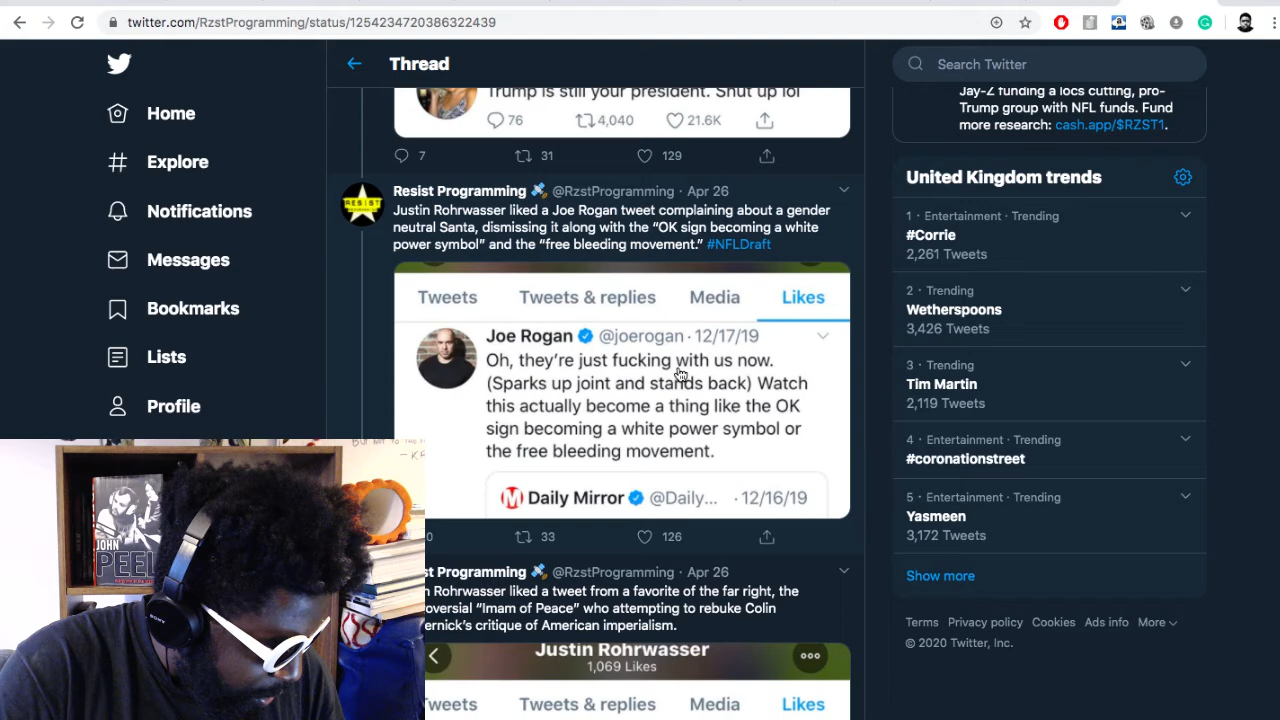 twitter.com/RzstProgramming/status/1254234720386322439
Thread
Search Twitter
Home
Explore
Notifications
Messages
Bookmarks
Lists
Profile
Trump is still your president. Shut up lol
76 4,040 21.6K
7 31 129
Resist Programming @RzstProgramming · Apr 26
Justin Rohrwasser liked a Joe Rogan tweet complaining about a gender
neutral Santa, dismissing it along with the “OK sign becoming a white
power symbol” and the “free bleeding movement.” #NFLDraft
Tweets Tweets & replies Media Likes
Joe Rogan @joerogan · 12/17/19
Oh, they’re just fucking with us now.
(Sparks up joint and stands back) Watch
this actually become a thing like the OK
sign becoming a white power symbol or
the free bleeding movement.
Daily Mirror @Daily... · 12/16/19
0 33 126
st Programming @RzstProgramming · Apr 26
n Rohrwasser liked a tweet from a favorite of the far right, the
oversial “Imam of Peace” who attempting to rebuke Colin
ernick’s critique of American imperialism.
Justin Rohrwasser
1,069 Likes
weets Tweets & replies Media Likes
Jay-Z funding a locs cutting, pro-
Trump group with NFL funds. Fund
more research: cash.app/$RZST1.
United Kingdom trends
1 · Entertainment · Trending
#Corrie
2,261 Tweets
2 · Trending
Wetherspoons
3,426 Tweets
3 · Trending
Tim Martin
2,119 Tweets
4 · Entertainment · Trending
#coronationstreet
5 · Entertainment · Trending
Yasmeen
3,172 Tweets
Show more
Terms Privacy policy Cookies Ads info More
© 2020 Twitter, Inc.
JOHN
PEEL
SONY
RESIST